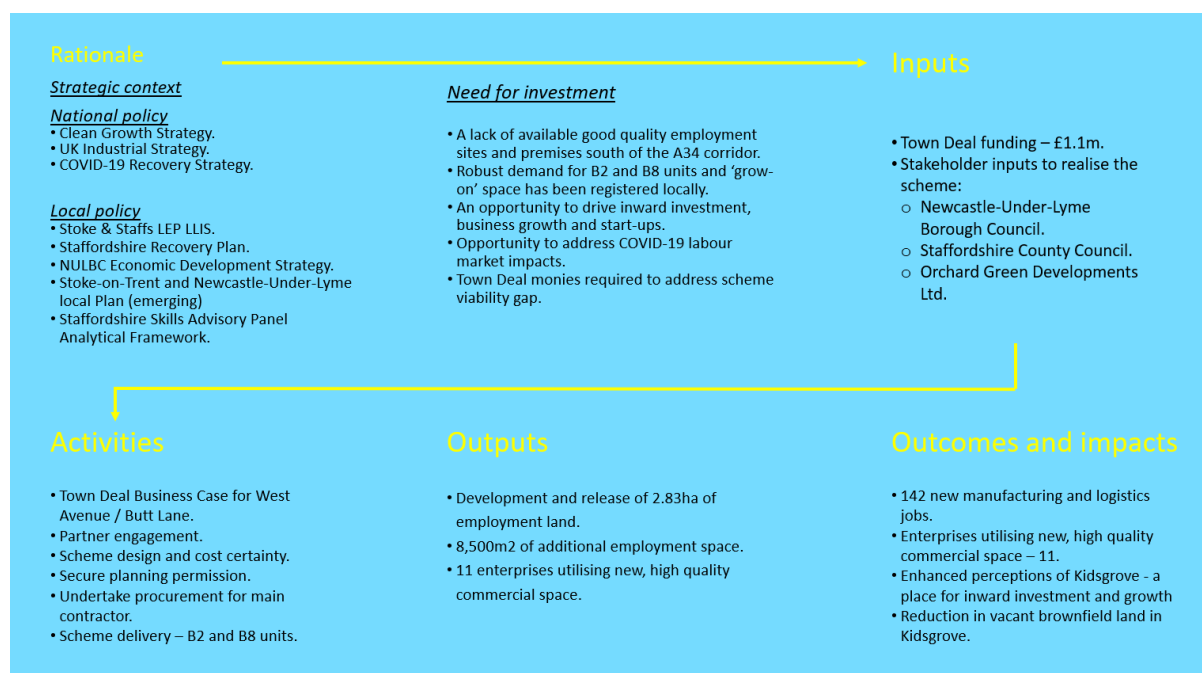 Rationale
Strategic context
National policy
• Clean Growth Strategy.
• UK Industrial Strategy.
• COVID-19 Recovery Strategy.
Local policy
• Stoke & Staffs LEP LLIS.
• Staffordshire Recovery Plan.
• NULBC Economic Development Strategy.
• Stoke-on-Trent and Newcastle-Under-Lyme
local Plan (emerging)
• Staffordshire Skills Advisory Panel
Analytical Framework.
Need for investment
• A lack of available good quality employment
sites and premises south of the A34 corridor.
• Robust demand for B2 and B8 units and ‘grow-
on’ space has been registered locally.
• An opportunity to drive inward investment,
business growth and start-ups.
• Opportunity to address COVID-19 labour
market impacts.
• Town Deal monies required to address scheme
viability gap.
Inputs
• Town Deal funding – £1.1m.
• Stakeholder inputs to realise the
scheme:
o Newcastle-Under-Lyme
Borough Council.
o Staffordshire County Council.
o Orchard Green Developments
Ltd.
Activities
• Town Deal Business Case for West
Avenue / Butt Lane.
• Partner engagement.
• Scheme design and cost certainty.
• Secure planning permission.
• Undertake procurement for main
contractor.
• Scheme delivery – B2 and B8 units.
Outputs
• Development and release of 2.83ha of
employment land.
• 8,500m2 of additional employment space.
• 11 enterprises utilising new, high quality
commercial space.
Outcomes and impacts
• 142 new manufacturing and logistics
jobs.
• Enterprises utilising new, high quality
commercial space – 11.
• Enhanced perceptions of Kidsgrove - a
place for inward investment and growth
• Reduction in vacant brownfield land in
Kidsgrove.